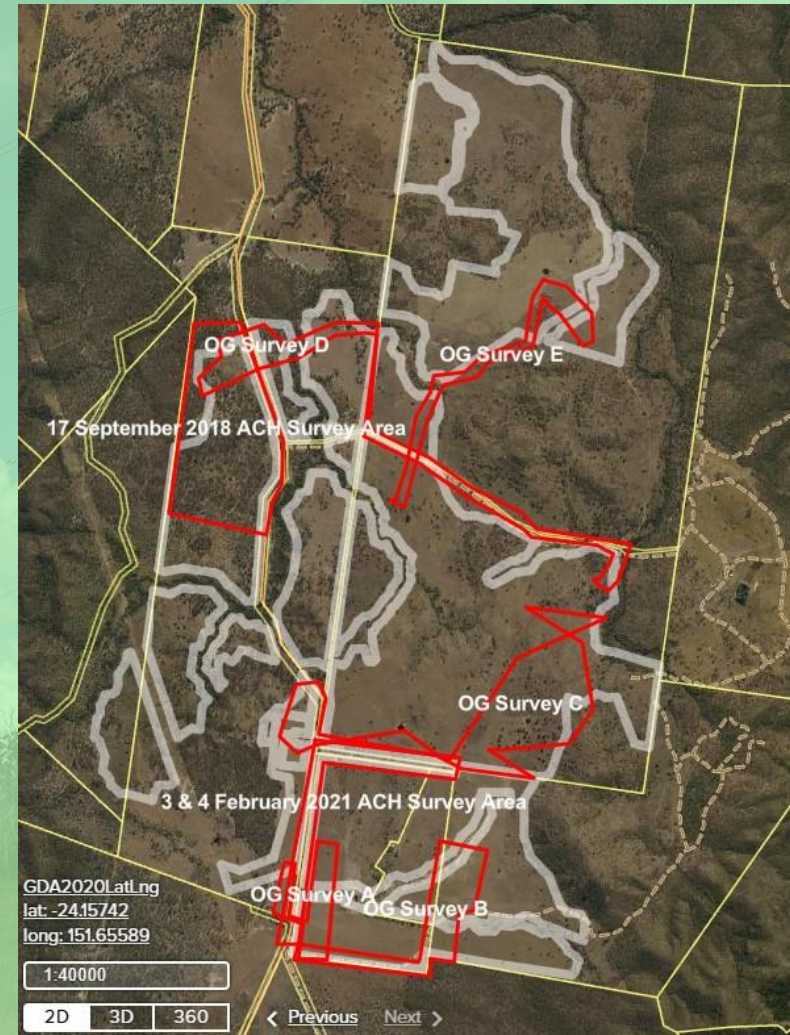 OG Survey D
OG Survey E
17 September 2018 ACH Survey Area
OG Survey C
3 & 4 February 2021 ACH Survey Area
OG Survey A
OG Survey B
GDA2020LatLng
lat: -24.15742
long: 151.65589
1:40000
2D 3D 360 Previous Next